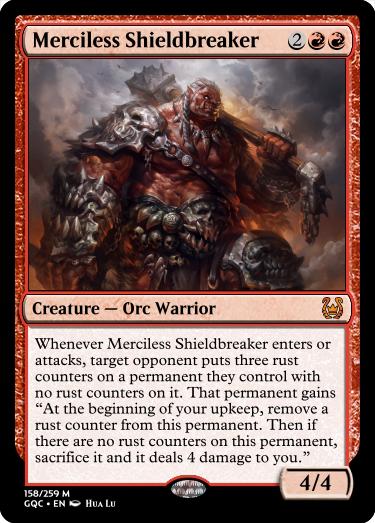 Merciless Shieldbreaker 2
Creature — Orc Warrior
Whenever Merciless Shieldbreaker enters or
attacks, target opponent puts three rust
counters on a permanent they control with
no rust counters on it. That permanent gains
“At the beginning of your upkeep, remove a
rust counter from this permanent. Then if
there are no rust counters on this permanent,
sacrifice it and it deals 4 damage to you.”
4/4
158/259 M
GQC • EN Hua Lu